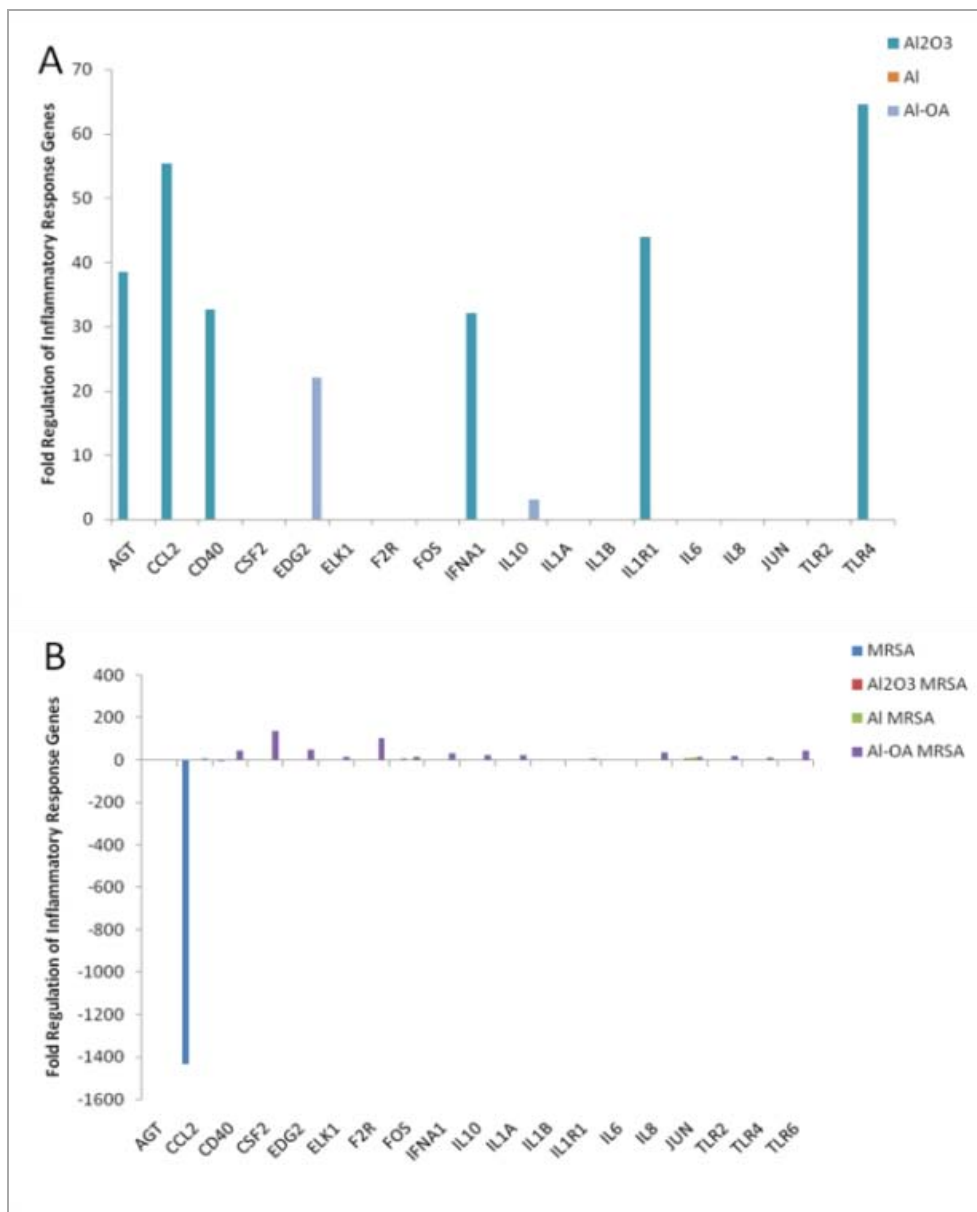 A
Al2O3
Al
Al-OA
Fold Regulation of Inflammatory Response Genes
70
60
50
40
30
20
10
0
AGT
CCL2
CD40
CSF2
EDG2
ELK1
F2R
FOS
IFNA1
IL10
IL1A
IL1B
IL1R1
IL6
IL8
JUN
TLR2
TLR4
B
MRSA
Al2O3 MRSA
Al MRSA
Al-OA MRSA
Fold Regulation of Inflammatory Response Genes
400
200
0
-200
-400
-600
-800
-1000
-1200
-1400
-1600
AGT
CCL2
CD40
CSF2
EDG2
ELK1
F2R
FOS
IFNA1
IL10
IL1A
IL1B
IL1R1
IL6
IL8
JUN
TLR2
TLR4
TLR6